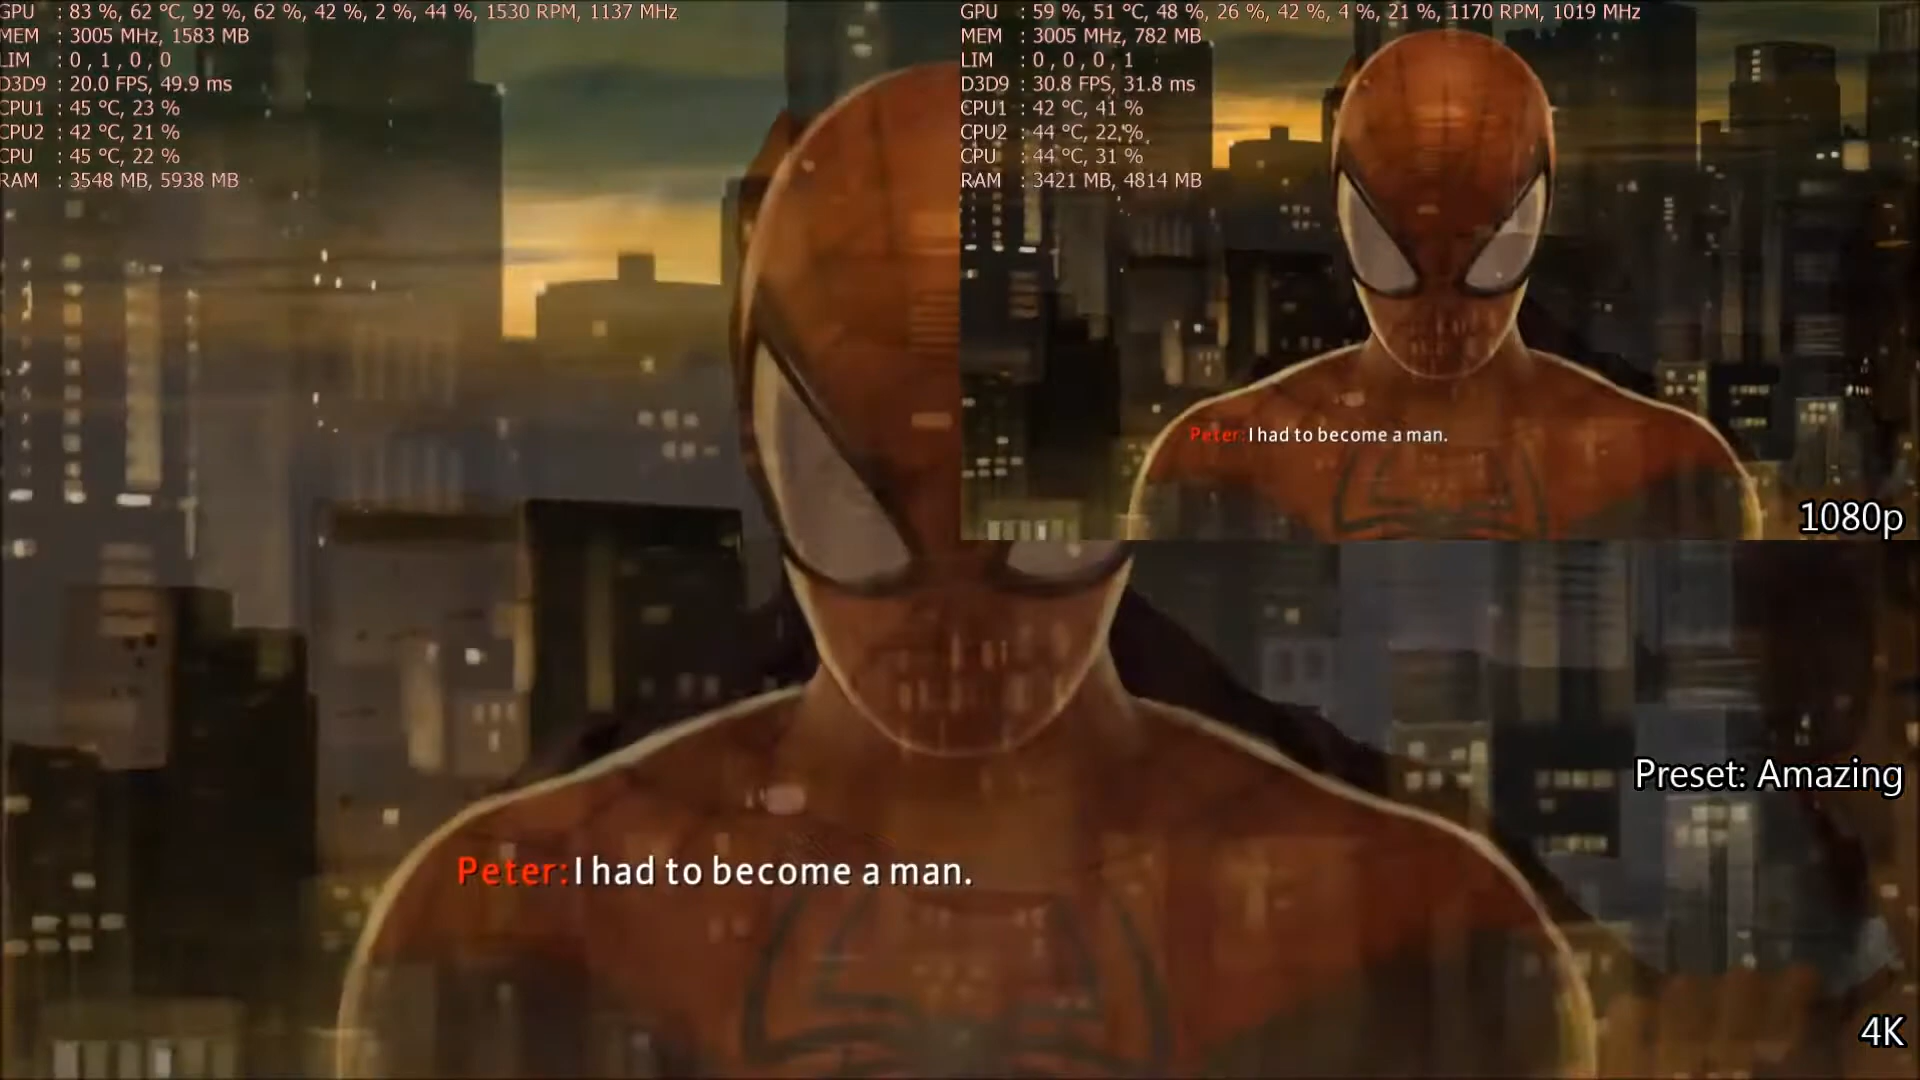 GPU : 83 %, 62 °C, 92 %, 62 %, 42 %, 2 %, 44 %, 1530 RPM, 1137 MHz
MEM : 3005 MHz, 1583 MB
LIM : 0 , 1 , 0 , 0
D3D9 : 20.0 FPS, 49.9 ms
CPU1 : 45 °C, 23 %
CPU2 : 42 °C, 21 %
CPU : 45 °C, 22 %
RAM : 3548 MB, 5938 MB
GPU : 59 %, 51 °C, 48 %, 26 %, 42 %, 4 %, 21 %, 1170 RPM, 1019 MHz
MEM : 3005 MHz, 782 MB
LIM : 0 , 0 , 0 , 1
D3D9 : 30.8 FPS, 31.8 ms
CPU1 : 42 °C, 41 %
CPU2 : 44 °C, 22 %
CPU : 44 °C, 31 %
RAM : 3421 MB, 4814 MB
Peter: I had to become a man.
1080p
Preset: Amazing
Peter: I had to become a man.
4K